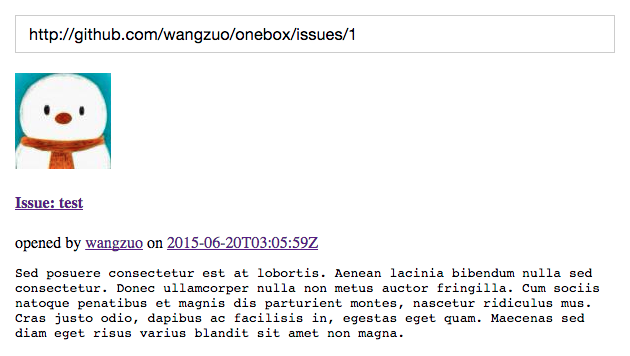 http://github.com/wangzuo/onebox/issues/1
Issue: test
opened by wangzuo on 2015-06-20T03:05:59Z
Sed posuere consectetur est at lobortis. Aenean lacinia bibendum nulla sed
consectetur. Donec ullamcorper nulla non metus auctor fringilla. Cum sociis
natoque penatibus et magnis dis parturient montes, nascetur ridiculus mus.
Cras justo odio, dapibus ac facilisis in, egestas eget quam. Maecenas sed
diam eget risus varius blandit sit amet non magna.